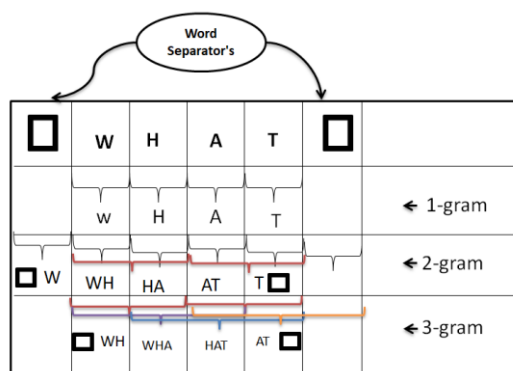 Word
Separator's
W H A T
w H A T ← 1-gram
W WH HA AT T ← 2-gram
WH WHA HAT AT ← 3-gram